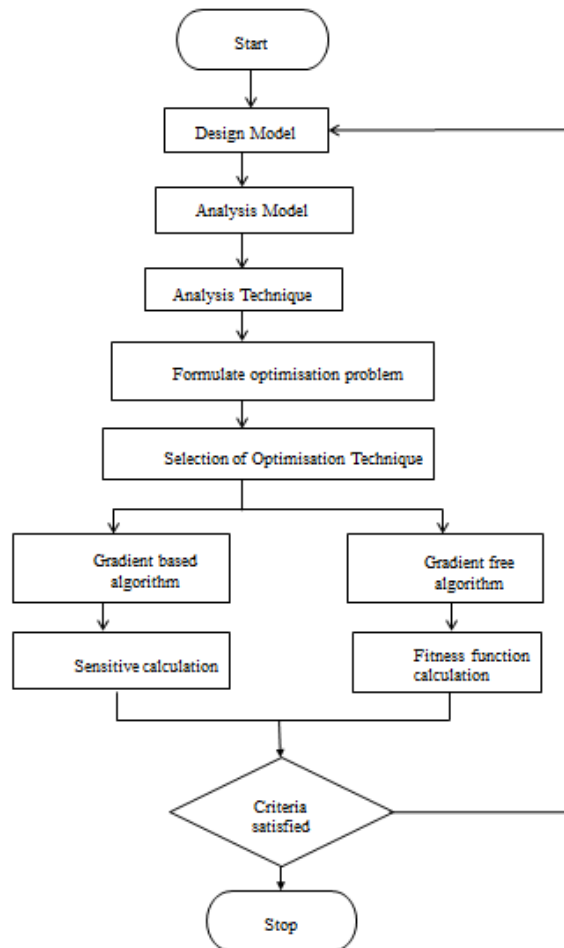 Start
Design Model
Analysis Model
Analysis Technique
Formulate optimisation problem
Selection of Optimisation Technique
Gradient based
algorithm
Gradient free
algorithm
Sensitive calculation
Fitness function
calculation
Criteria
satisfied
Stop